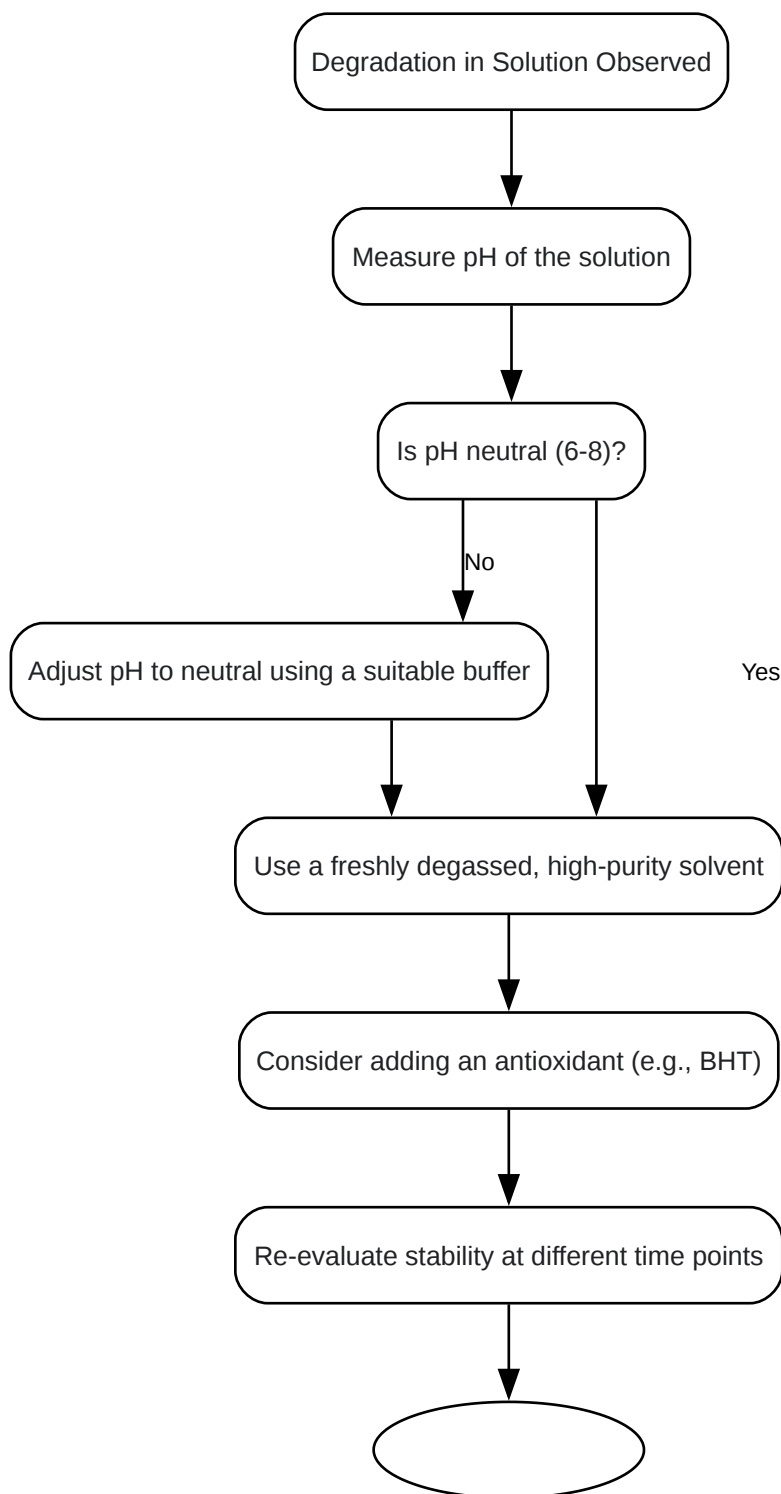 Degradation in Solution Observed
Measure pH of the solution
Is pH neutral (6-8)?
No
Adjust pH to neutral using a suitable buffer
Yes
Use a freshly degassed, high-purity solvent
Consider adding an antioxidant (e.g., BHT)
Re-evaluate stability at different time points